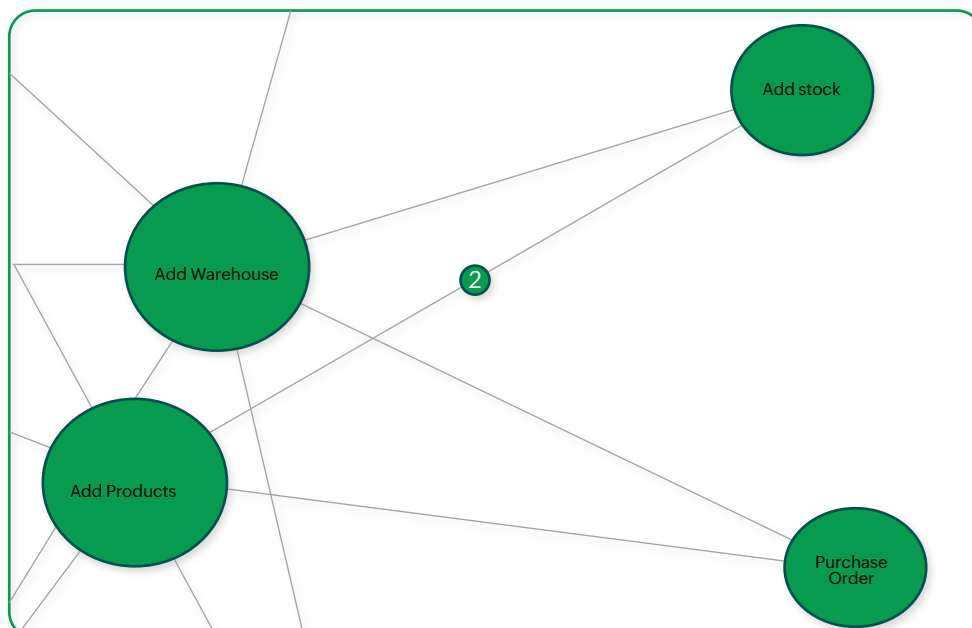 Add stock
Add Warehouse
2
Add Products
Purchase
Order